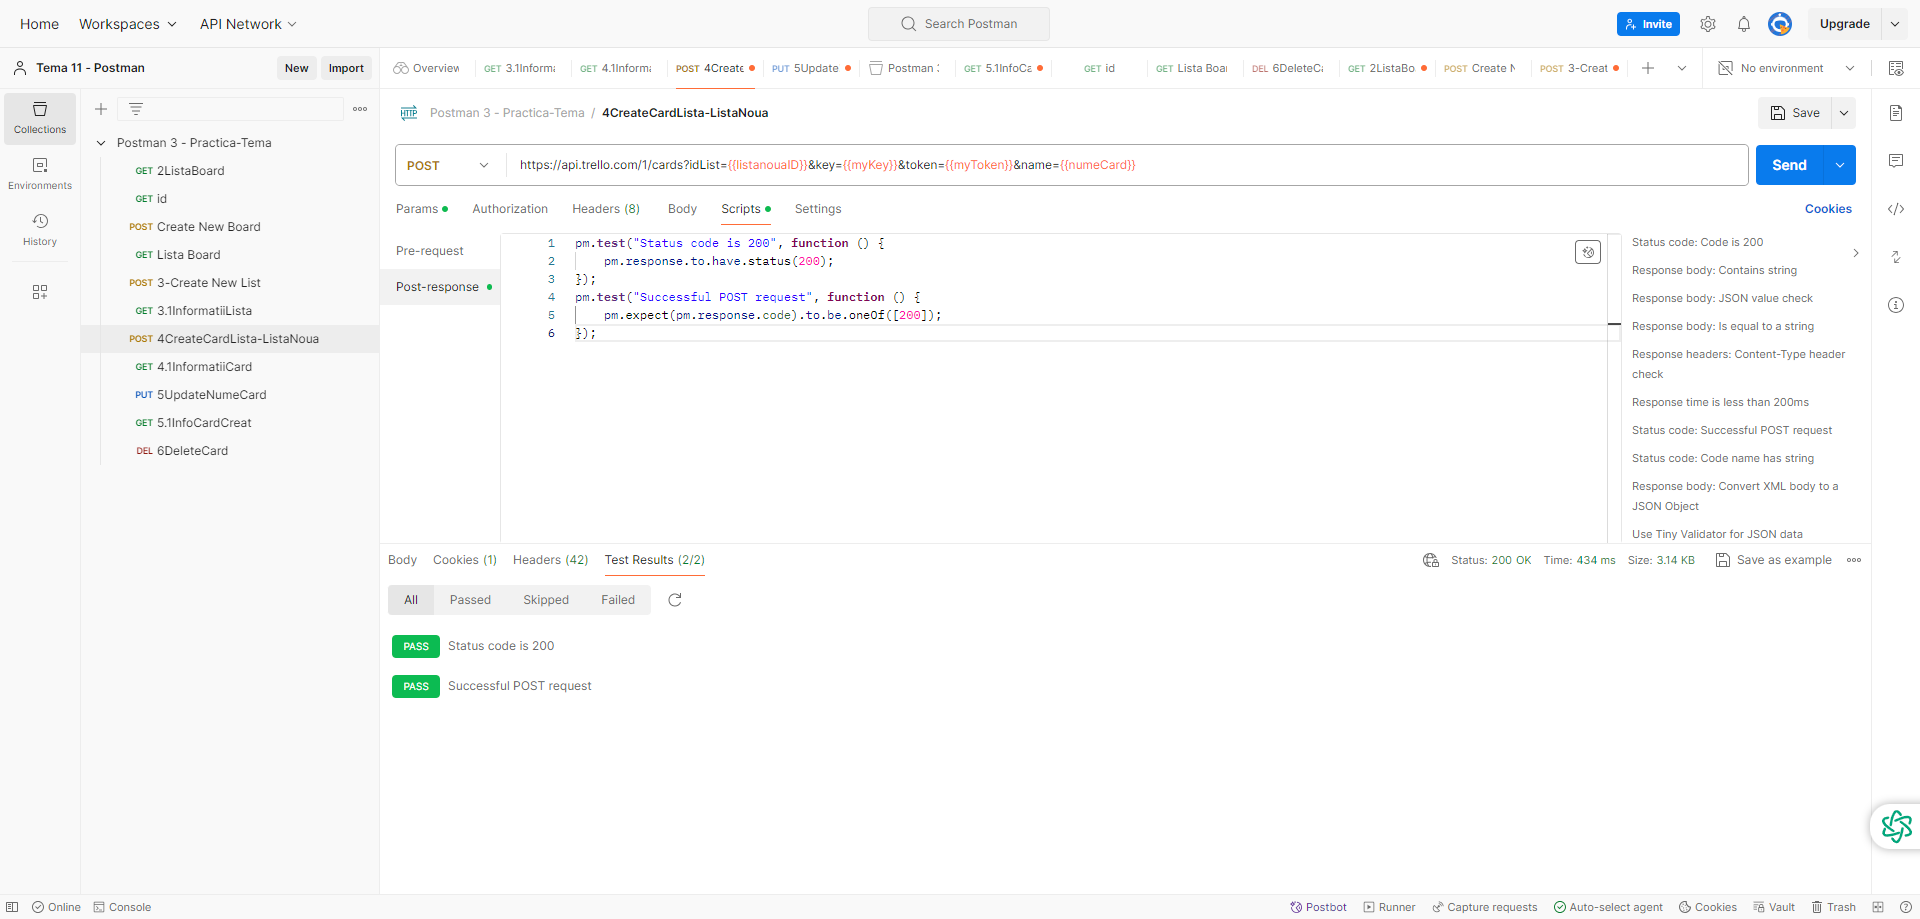 Home Workspaces API Network Search Postman Invite Upgrade
Tema 11 - Postman New Import
Overview GET 3.1Informa GET 4.1Informa POST 4Create PUT 5Update Postman GET 5.1InfoCa GET id GET Lista Boar DEL 6DeleteCa GET 2ListaBo POST Create N POST 3-Creat No environment
Collections
Environments
History
Postman 3 - Practica-Tema
GET 2ListaBoard
GET id
POST Create New Board
GET Lista Board
POST 3-Create New List
GET 3.1InformatiiLista
POST 4CreateCardLista-ListaNoua
GET 4.1InformatiiCard
PUT 5UpdateNumeCard
GET 5.1InfoCardCreat
DEL 6DeleteCard
HTTP Postman 3 - Practica-Tema / 4CreateCardLista-ListaNoua Save
POST https://api.trello.com/1/cards?idList={{listanouaID}}&key={{myKey}}&token={{myToken}}&name={{numeCard}} Send
Params Authorization Headers (8) Body Scripts Settings Cookies
Pre-request
Post-response
1 pm.test("Status code is 200", function () {
2 pm.response.to.have.status(200);
3 });
4 pm.test("Successful POST request", function () {
5 pm.expect(pm.response.code).to.be.oneOf([200]);
6 });
Status code: Code is 200
Response body: Contains string
Response body: JSON value check
Response body: Is equal to a string
Response headers: Content-Type header
check
Response time is less than 200ms
Status code: Successful POST request
Status code: Code name has string
Response body: Convert XML body to a
JSON Object
Use Tiny Validator for JSON data
Body Cookies (1) Headers (42) Test Results (2/2) Status: 200 OK Time: 434 ms Size: 3.14 KB Save as example
All Passed Skipped Failed
PASS Status code is 200
PASS Successful POST request
Online Console Postbot Runner Capture requests Auto-select agent Cookies Vault Trash